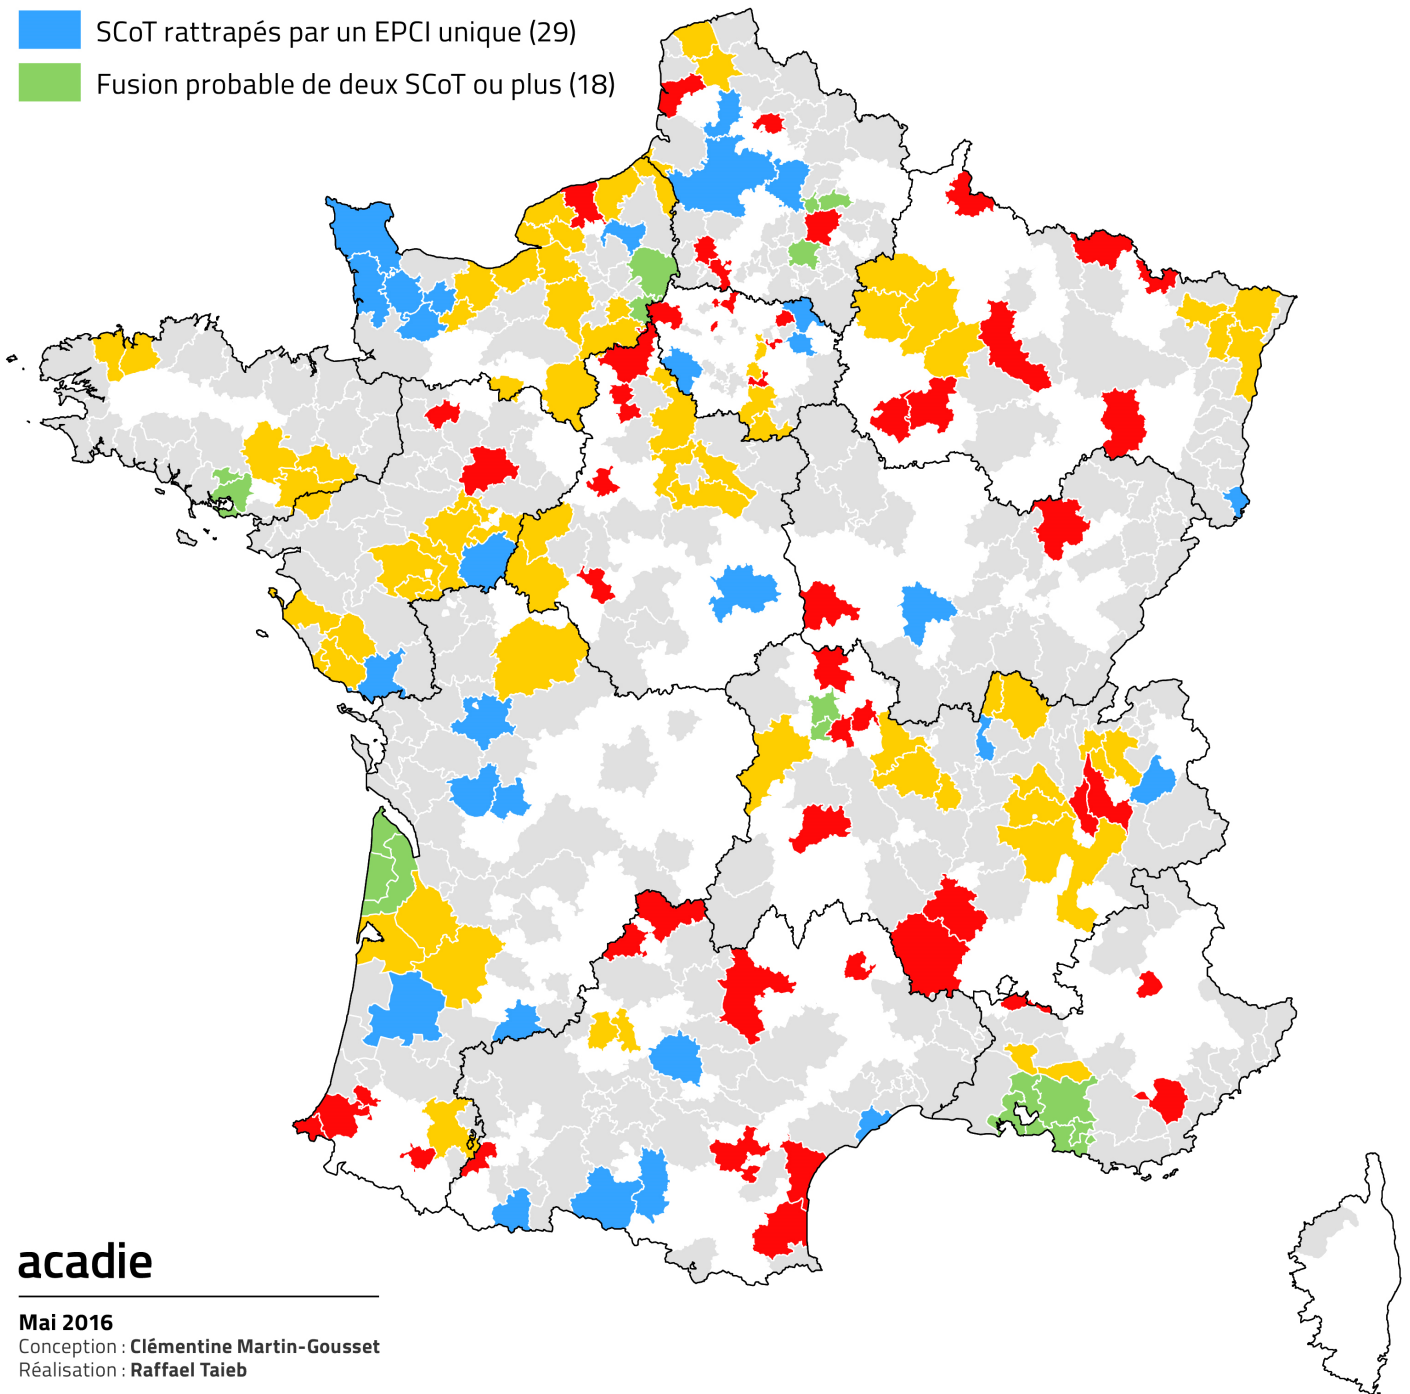 SCoT rattrapés par un EPCI unique (29)
Fusion probable de deux SCoT ou plus (18)
acadie
Mai 2016
Conception : Clémentine Martin-Gousset
Réalisation : Raffael Taieb